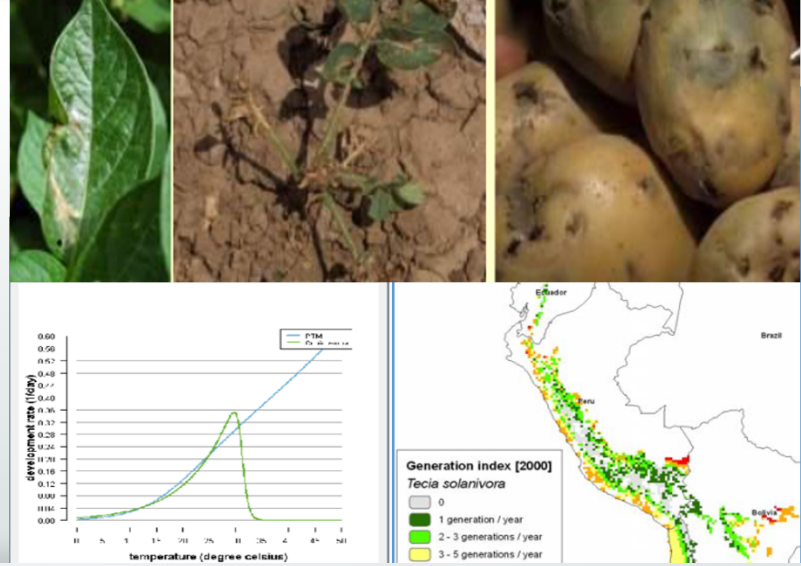 PTM
0.60
0.56
0.52
0.48
0.40
0.36
0.32
0.28
0.24
0.20
0.16
0.12
0.08
0.04
0.00
development rate (1/day)
5
10
15
20
25
30
35
40
45
50
temperature (degree celsius)
Ecuador
Brazil
Peru
Bolivia
Generation index [2000]
Tecia solanivora
0
1 generation / year
2 - 3 generations / year
3 - 5 generations / year